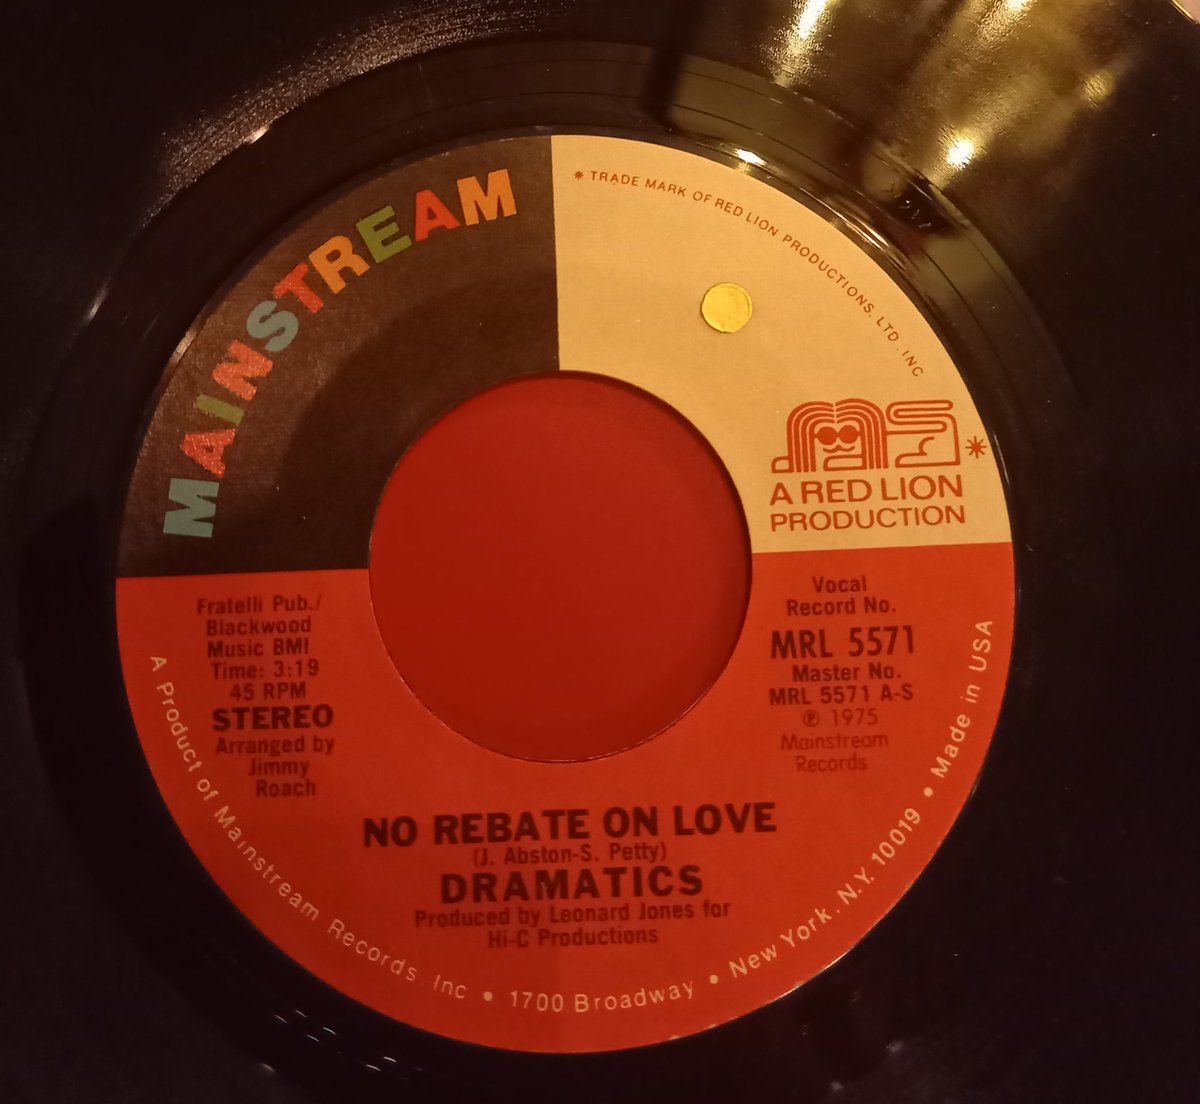 MAINSTREAM
* TRADE MARK OF RED LION PRODUCTIONS, LTD., INC
*
A RED LION
PRODUCTION
Fratelli Pub./
Blackwood
Music BMI
Time: 3:19
45 RPM
STEREO
Arranged by
Jimmy
Roach
Vocal
Record No.
MRL 5571
Master No.
MRL 5571 A-S
℗ 1975
Mainstream
Records
NO REBATE ON LOVE
(J. Abston-S. Petty)
DRAMATICS
Produced by Leonard Jones for
Hi-C Productions
A Product of Mainstream Records, Inc. • 1700 Broadway • New York, N.Y. 10019 • Made in USA